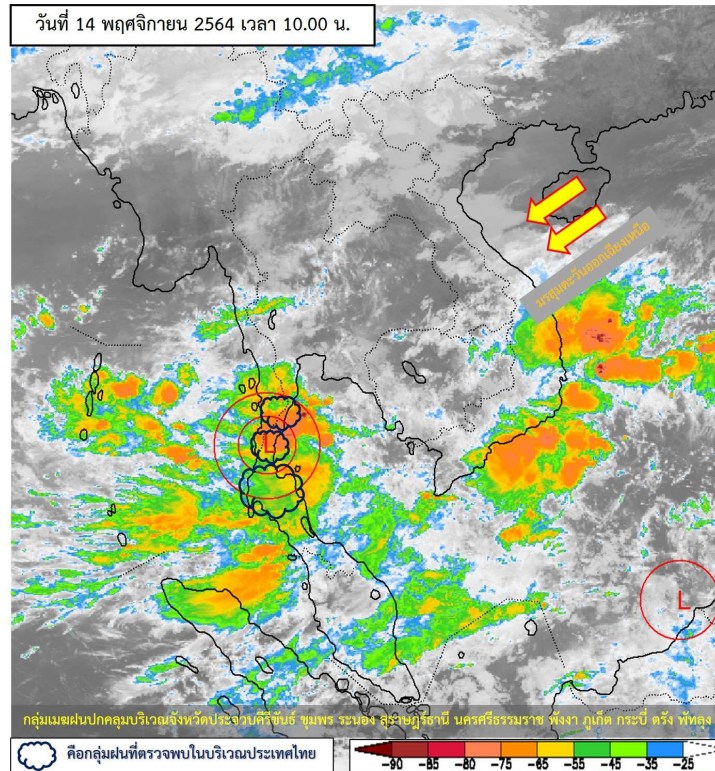 วันที่ 14 พฤศจิกายน 2564 เวลา 10.00 น.
มรสุมตะวันออกเฉียงเหนือ
L
L
กลุ่มเมฆฝนปกคลุมบริเวณจังหวัดประจวบคีรีขันธ์ ชุมพร ระนอง สุราษฎร์ธานี นครศรีธรรมราช พังงา ภูเก็ต กระบี่ ตรัง พัทลุง
คือกลุ่มฝนที่ตรวจพบในบริเวณประเทศไทย
-90 -85 -80 -75 -65 -55 -45 -35 -25